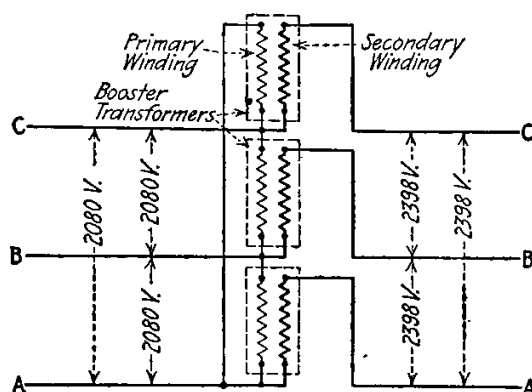 Primary
Winding
Secondary
Winding
Booster
Transformers
C
C
2080 V.
2080 V.
2398 V.
2398 V.
B
B
2080 V.
2398 V.
A
A